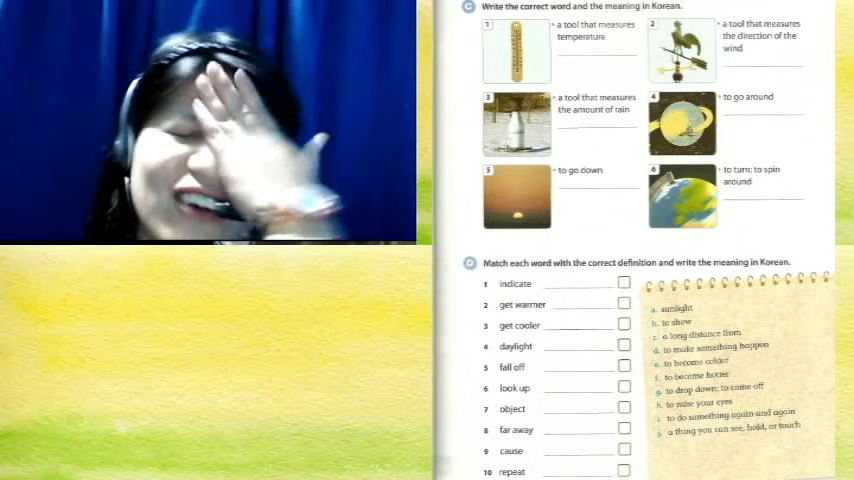 C Write the correct word and the meaning in Korean.
1
• a tool that measures
temperature
2
• a tool that measures
the direction of the
wind
3
• a tool that measures
the amount of rain
4
• to go around
5
• to go down
6
• to turn; to spin
around
D Match each word with the correct definition and write the meaning in Korean.
1 indicate
2 get warmer
3 get cooler
4 daylight
5 fall off
6 look up
7 object
8 far away
9 cause
10 repeat
a. sunlight
b. to show
c. a long distance from
d. to make something happen
e. to become colder
f. to become hotter
g. to drop down; to come off
h. to raise your eyes
i. to do something again and again
j. a thing you can see, hold, or touch